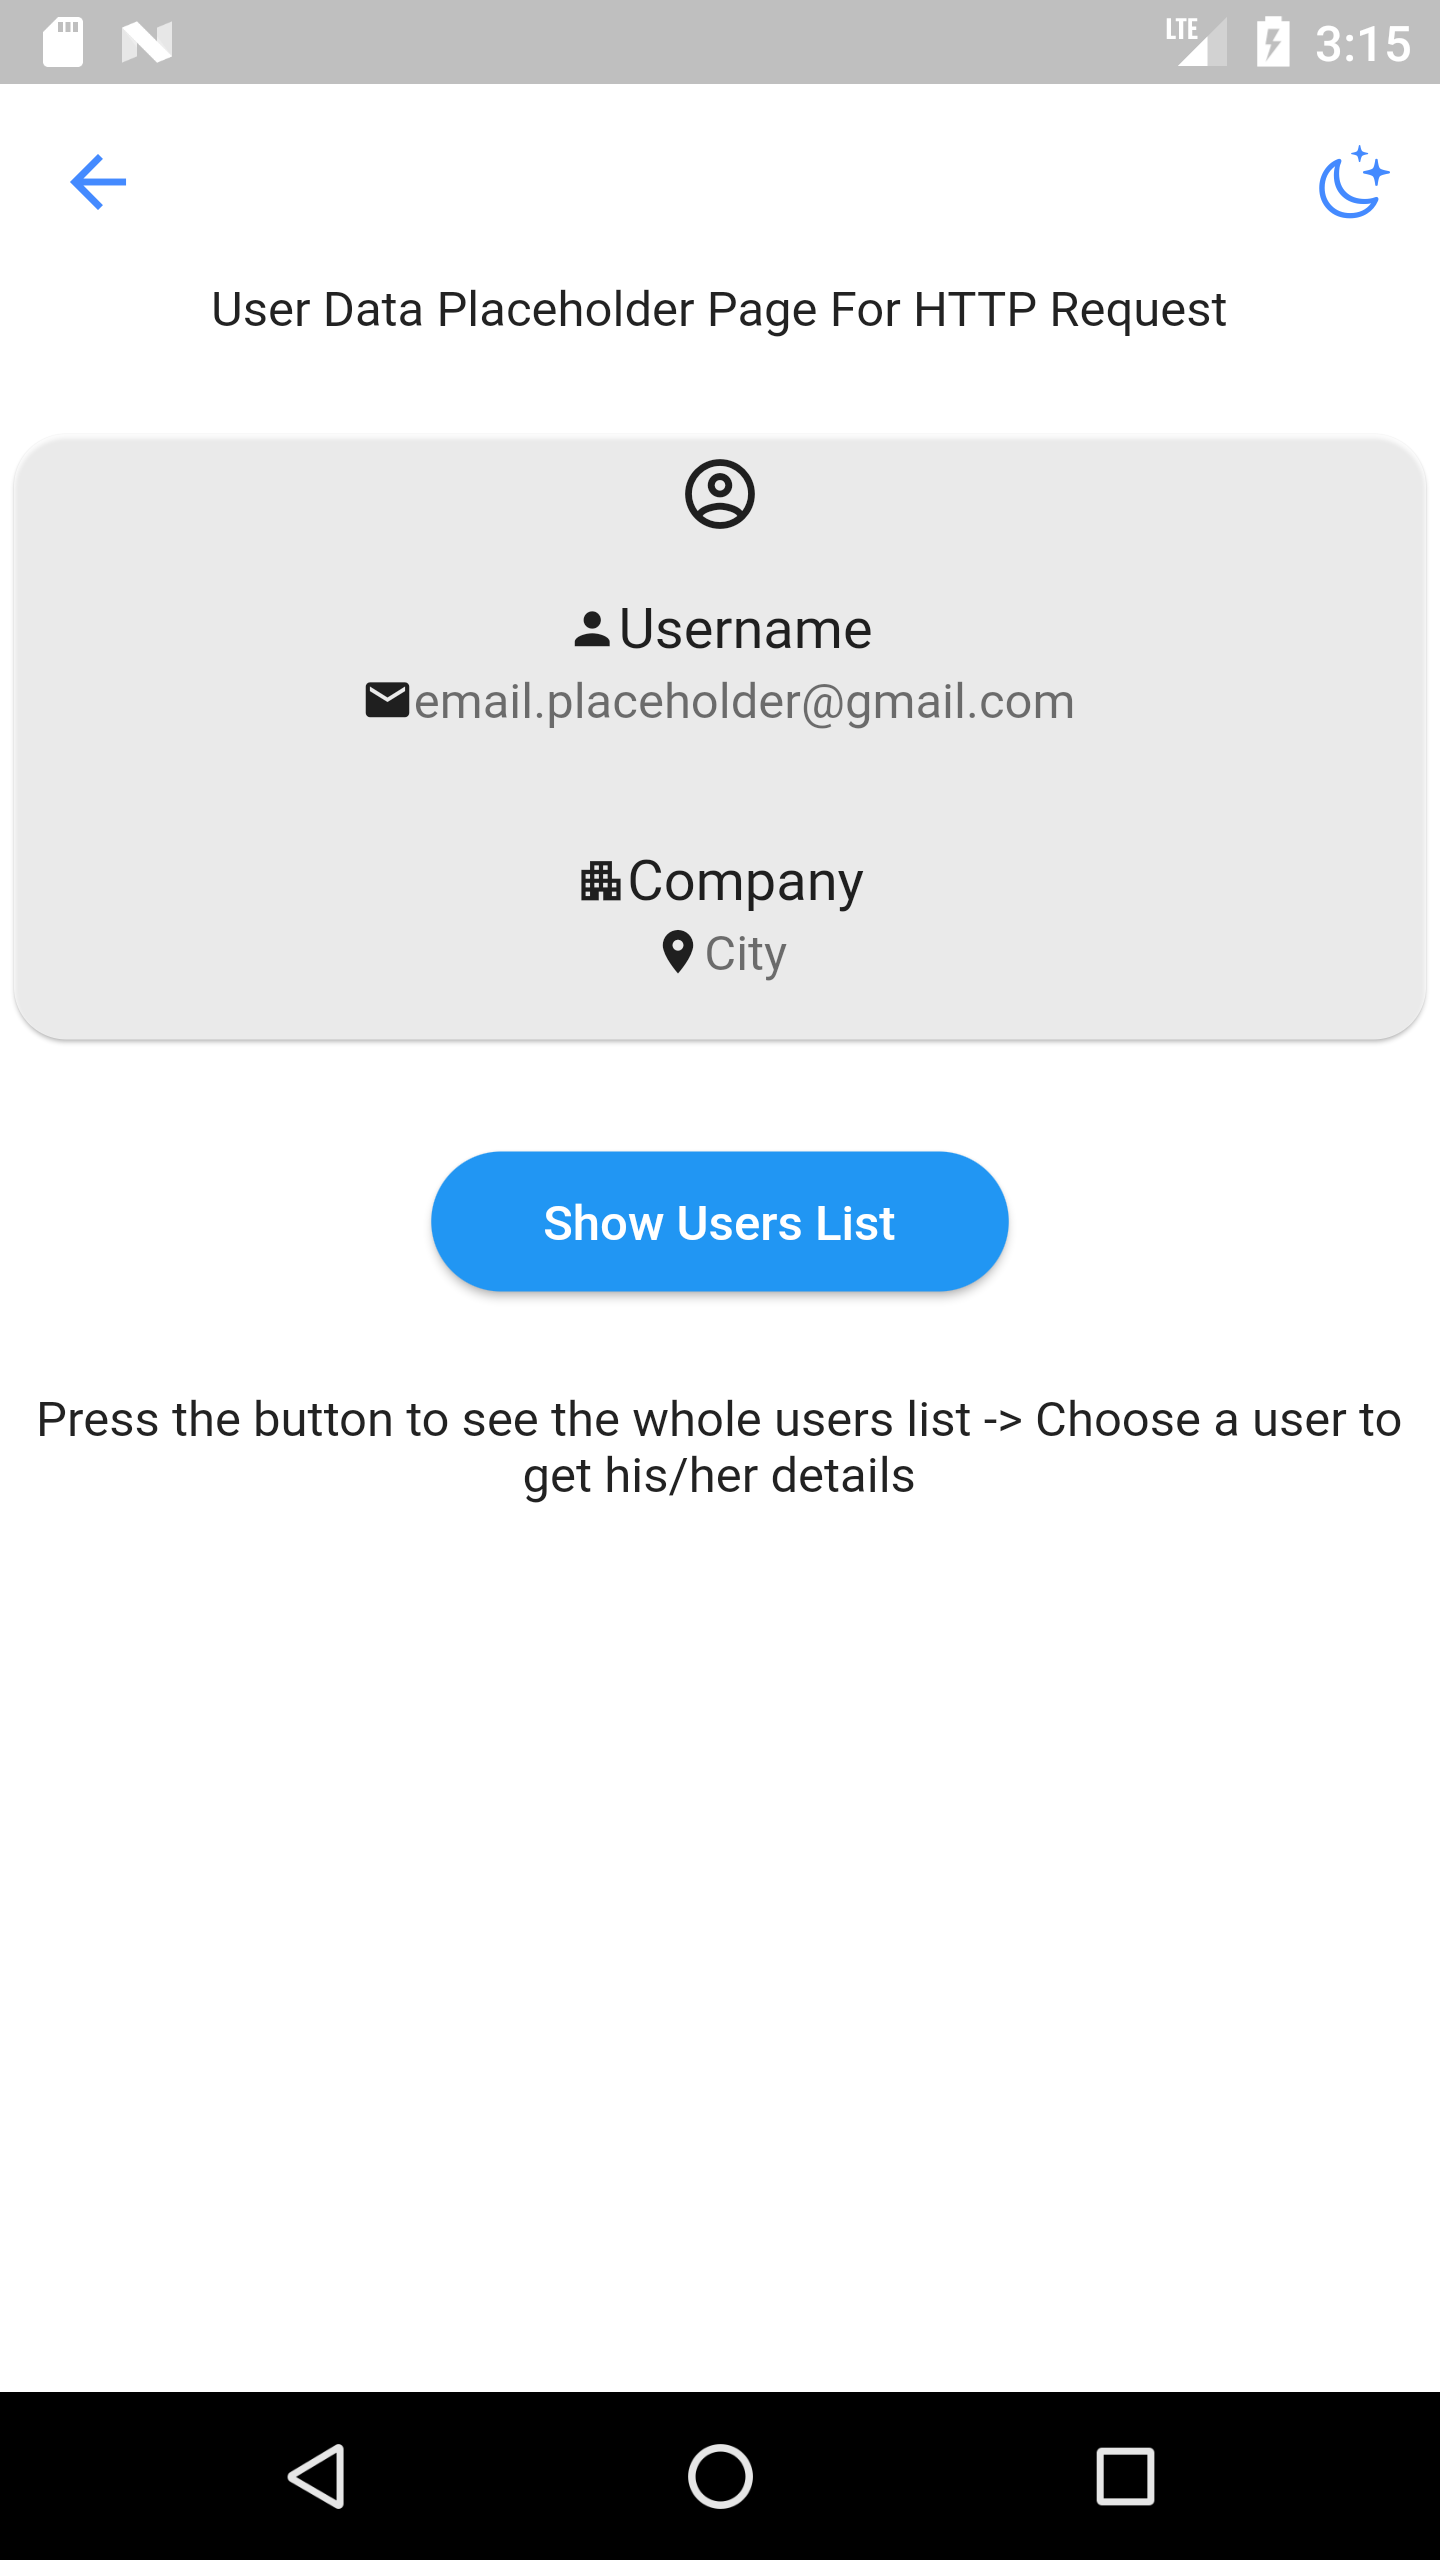 LTE 3:15
User Data Placeholder Page For HTTP Request
Username
email.placeholder@gmail.com
Company
City
Show Users List
Press the button to see the whole users list -> Choose a user to
get his/her details